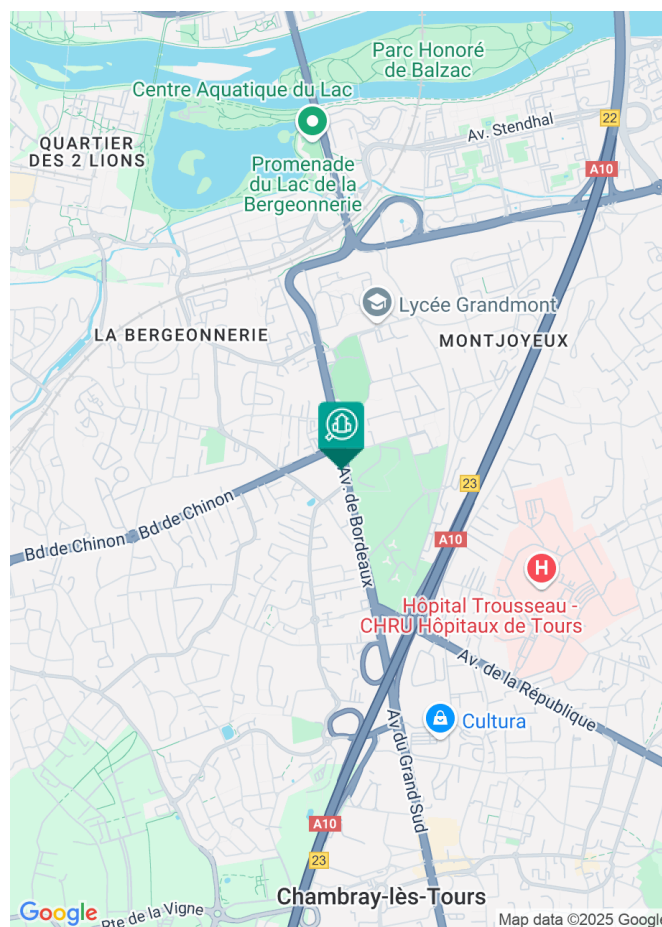 Parc Honoré
de Balzac
Centre Aquatique du Lac
Av. Stendhal
22
QUARTIER
DES 2 LIONS
A10
Promenade
du Lac de la
Bergeonnerie
Lycée Grandmont
LA BERGEONNERIE
MONTJOYEUX
23
Av. de Bordeaux
Bd de Chinon
Bd de Chinon
A10
H
Hôpital Trousseau -
CHRU Hôpitaux de Tours
Av. de la République
Cultura
Av. du Grand Sud
A10
23
Chambray-lès-Tours
Google
Rte de la Vigne
Map data ©2025 Google